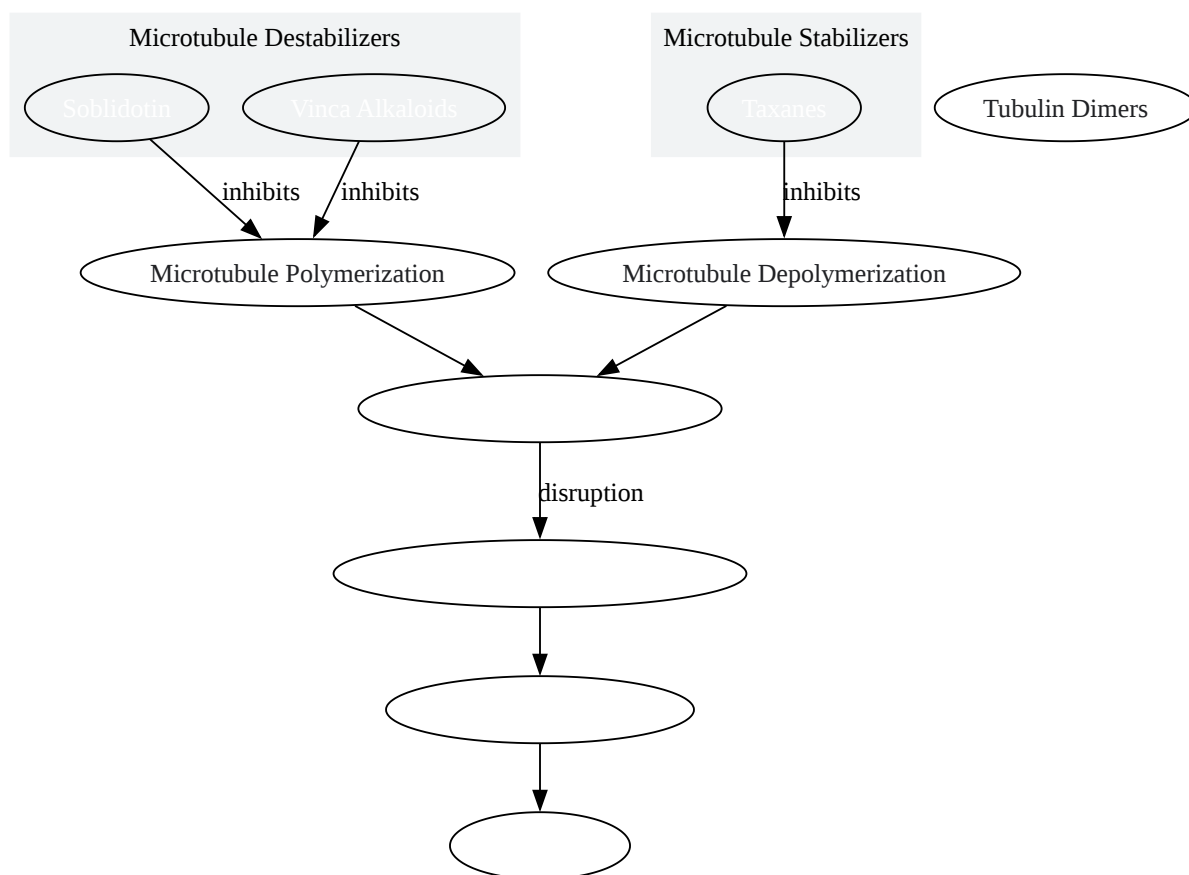 Microtubule Destabilizers
Microtubule Stabilizers
Soblidotin
Vinca Alkaloids
Taxanes
Tubulin Dimers
inhibits
inhibits
inhibits
Microtubule Polymerization
Microtubule Depolymerization
disruption